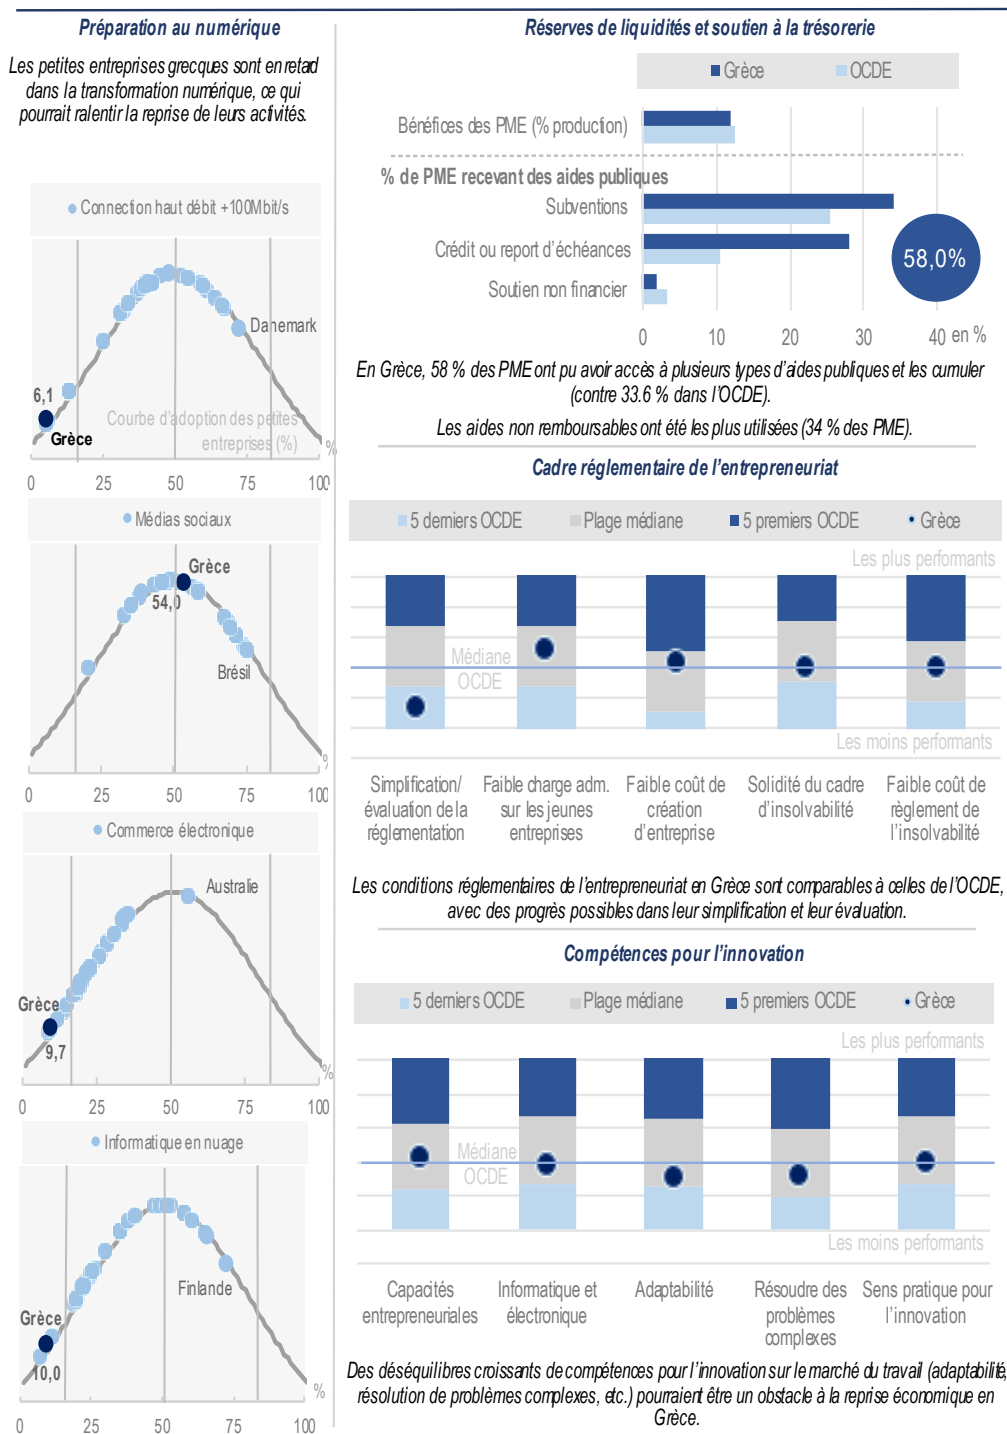 Préparation au numérique
Les petites entreprises grecques sont en retard
dans la transformation numérique, ce qui
pourrait ralentir la reprise de leurs activités.
Connection haut débit +100Mbit/s
Danemark
6,1
Grèce
Courbe d'adoption des petites
entreprises (%)
%
0 25 50 75 100
Médias sociaux
Grèce
54,0
Brésil
%
0 25 50 75 100
Commerce électronique
Australie
Grèce
9,7
%
0 25 50 75 100
Informatique en nuage
Finlande
Grèce
10,0
%
0 25 50 75 100
Réserves de liquidités et soutien à la trésorerie
Grèce OCDE
Bénéfices des PME (% production)
% de PME recevant des aides publiques
Subventions
Crédit ou report d'échéances
58,0%
Soutien non financier
0 10 20 30 40 en %
En Grèce, 58 % des PME ont pu avoir accès à plusieurs types d'aides publiques et les cumuler
(contre 33.6 % dans l'OCDE).
Les aides non remboursables ont été les plus utilisées (34 % des PME).
Cadre réglementaire de l'entrepreneuriat
5 derniers OCDE Plage médiane 5 premiers OCDE Grèce
Les plus performants
Médiane
OCDE
Les moins performants
Simplification/
évaluation de la
réglementation
Faible charge adm.
sur les jeunes
entreprises
Faible coût de
création
d'entreprise
Solidité du cadre
d'insolvabilité
Faible coût de
règlement de
l'insolvabilité
Les conditions réglementaires de l'entrepreneuriat en Grèce sont comparables à celles de l'OCDE,
avec des progrès possibles dans leur simplification et leur évaluation.
Compétences pour l'innovation
5 derniers OCDE Plage médiane 5 premiers OCDE Grèce
Les plus performants
Médiane
OCDE
Les moins performants
Capacités
entrepreneuriales
Informatique et
électronique
Adaptabilité
Résoudre des
problèmes
complexes
Sens pratique pour
l'innovation
Des déséquilibres croissants de compétences pour l'innovation sur le marché du travail (adaptabilité,
résolution de problèmes complexes, etc.) pourraient être un obstacle à la reprise économique en
Grèce.